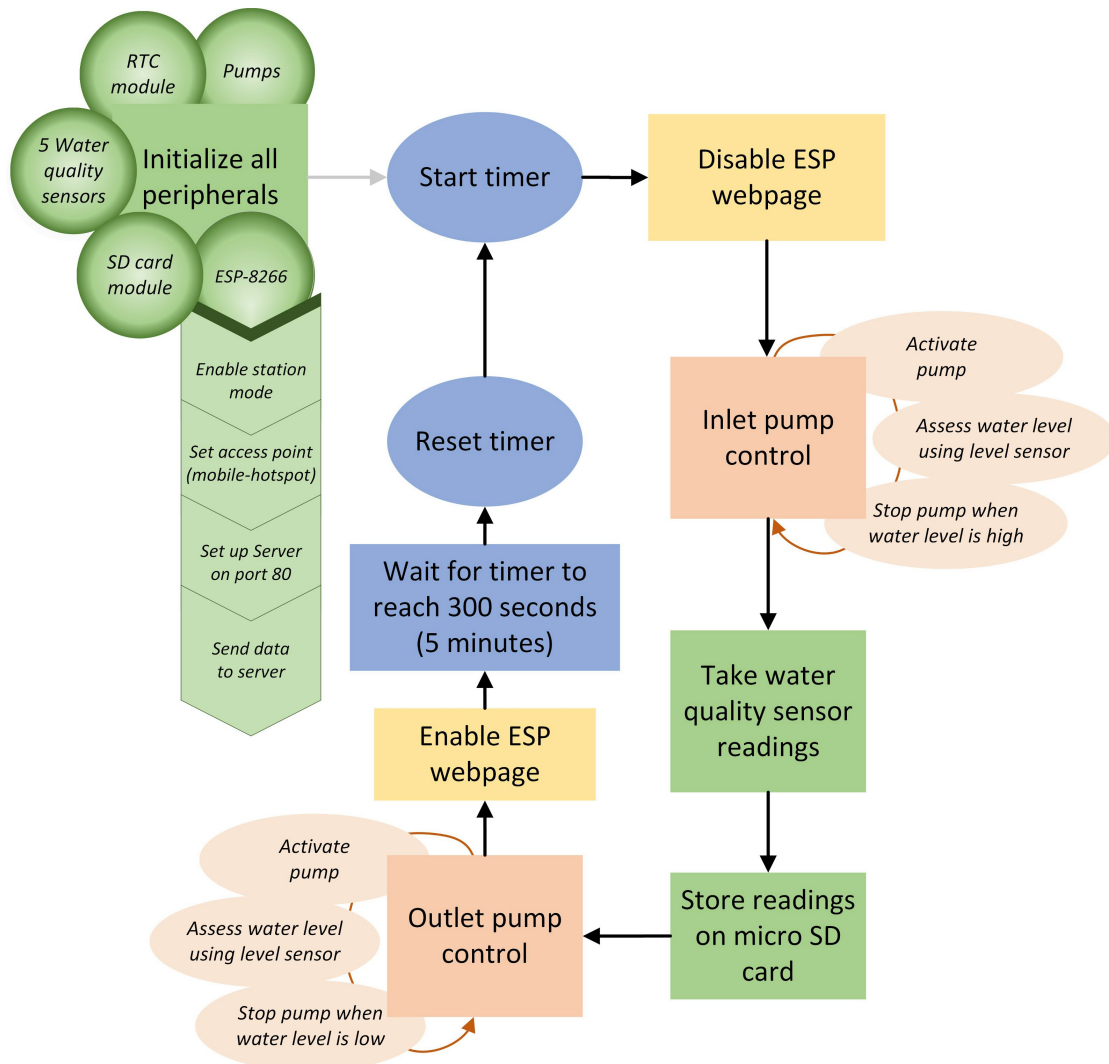 RTC
module
Pumps
5 Water
quality
sensors
Initialize all
peripherals
SD card
module
ESP-8266
Enable station
mode
Set access point
(mobile-hotspot)
Set up Server
on port 80
Send data
to server
Start timer
Disable ESP
webpage
Inlet pump
control
Activate
pump
Assess water level
using level sensor
Stop pump when
water level is high
Take water
quality sensor
readings
Store readings
on micro SD
card
Outlet pump
control
Activate
pump
Assess water level
using level sensor
Stop pump when
water level is low
Enable ESP
webpage
Wait for timer to
reach 300 seconds
(5 minutes)
Reset timer